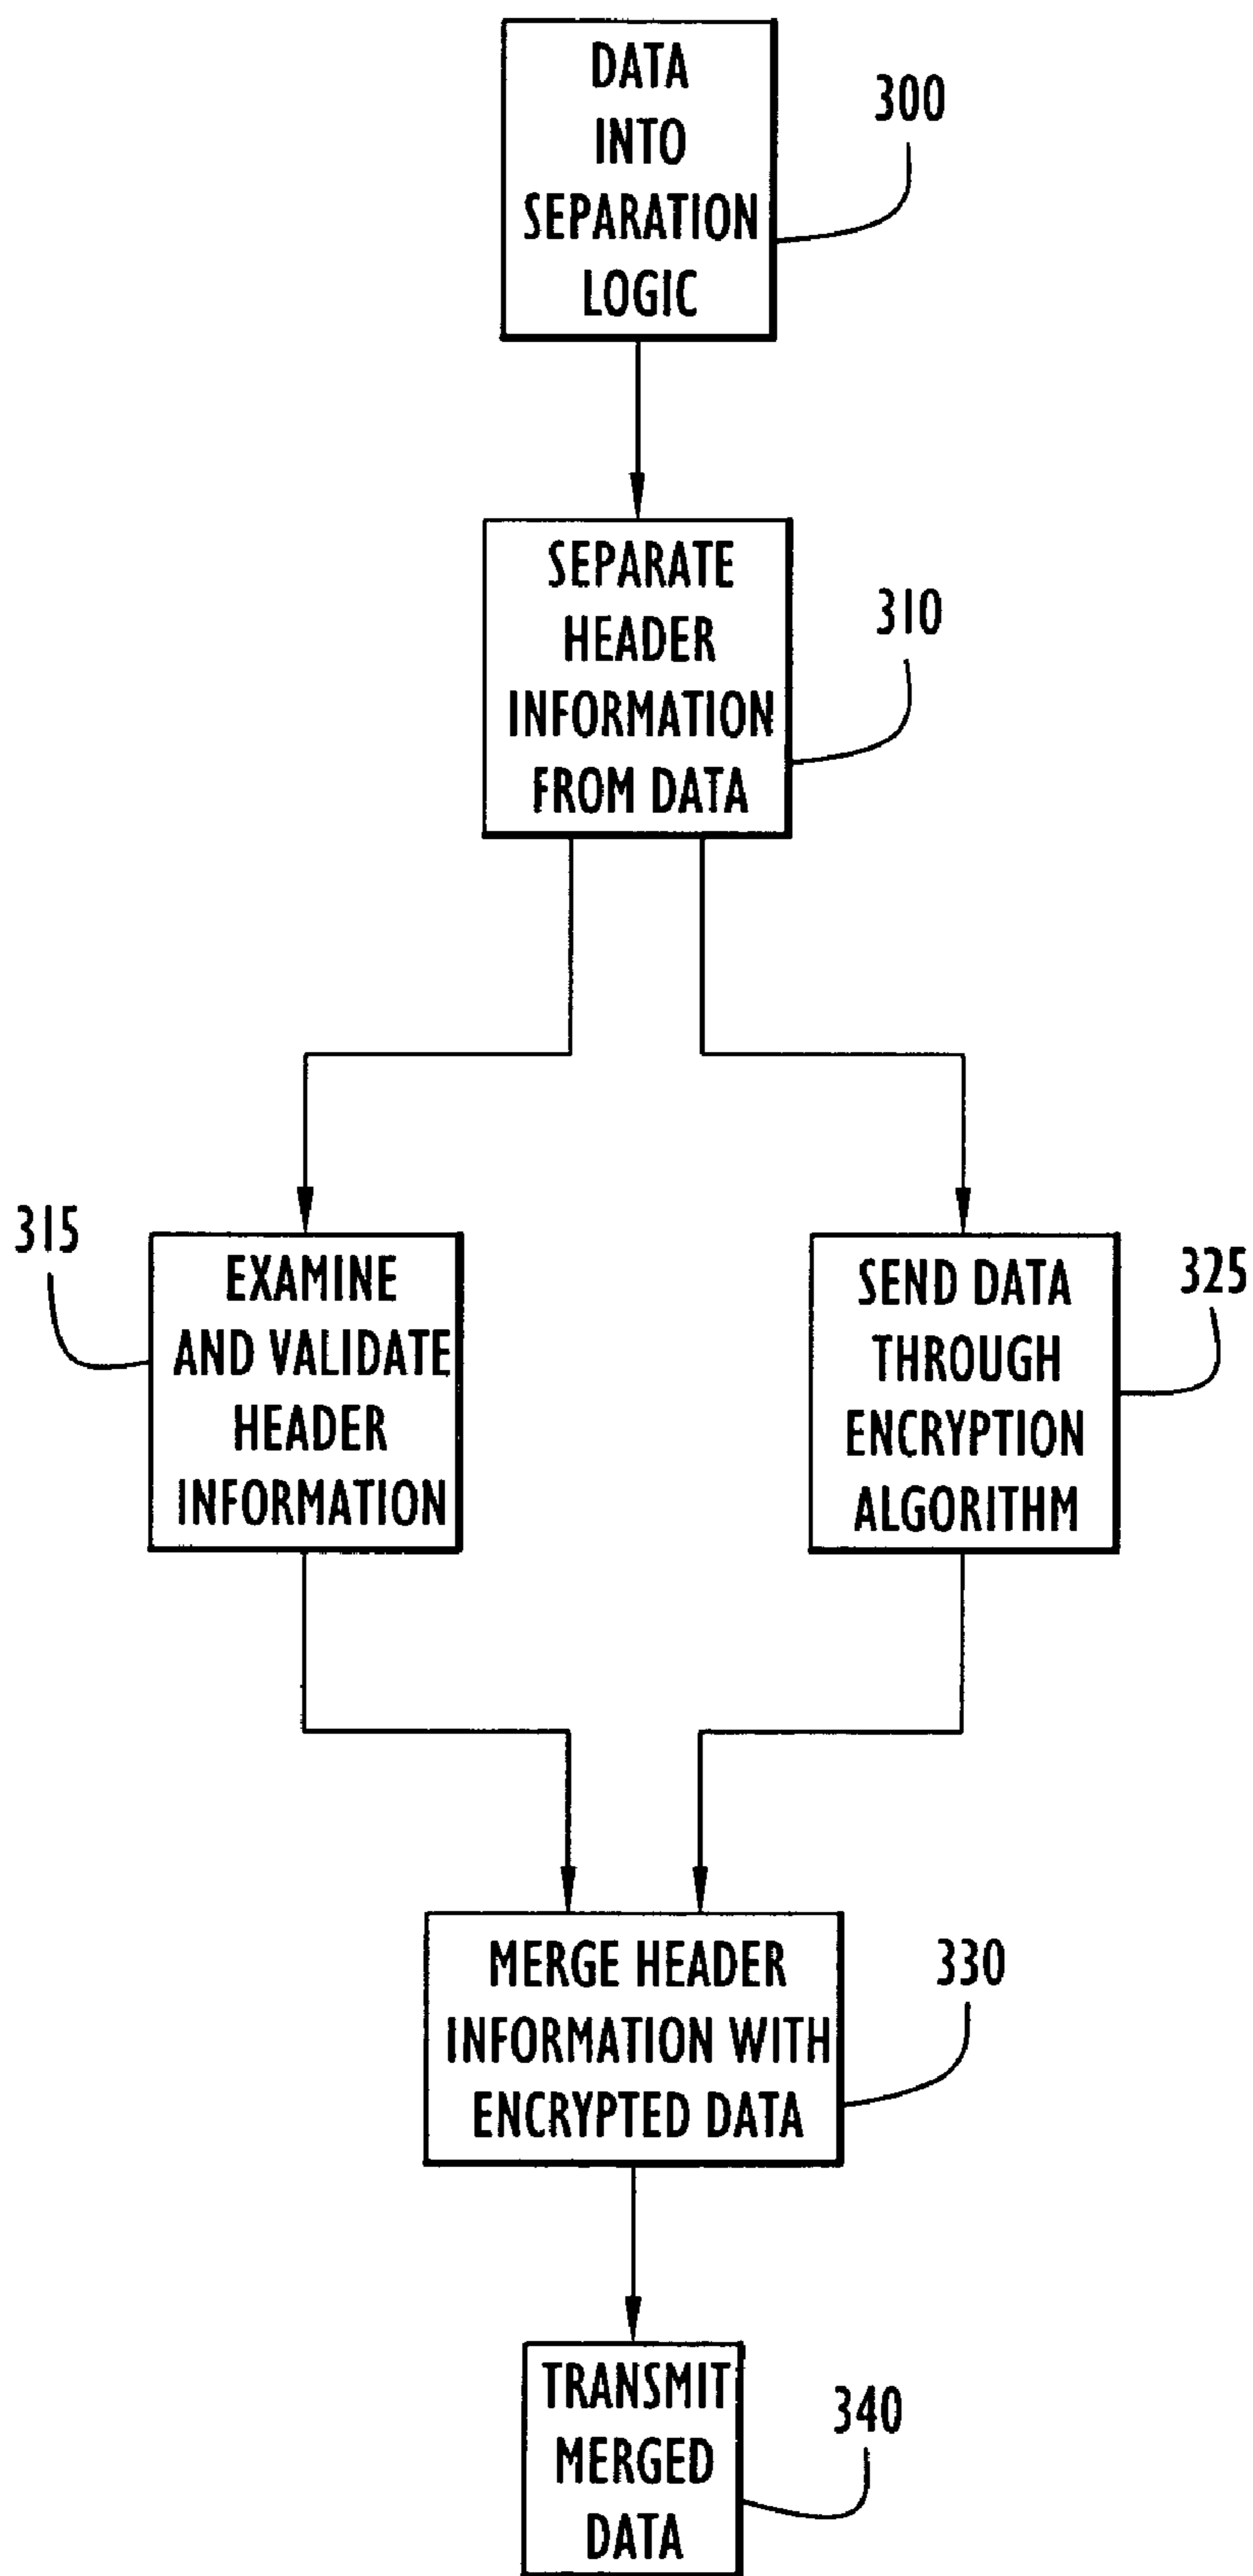 DATA
INTO
SEPARATION
LOGIC
300
SEPARATE
HEADER
INFORMATION
FROM DATA
310
315
EXAMINE
AND VALIDATE
HEADER
INFORMATION
SEND DATA
THROUGH
ENCRYPTION
ALGORITHM
325
MERGE HEADER
INFORMATION WITH
ENCRYPTED DATA
330
TRANSMIT
MERGED
DATA
340